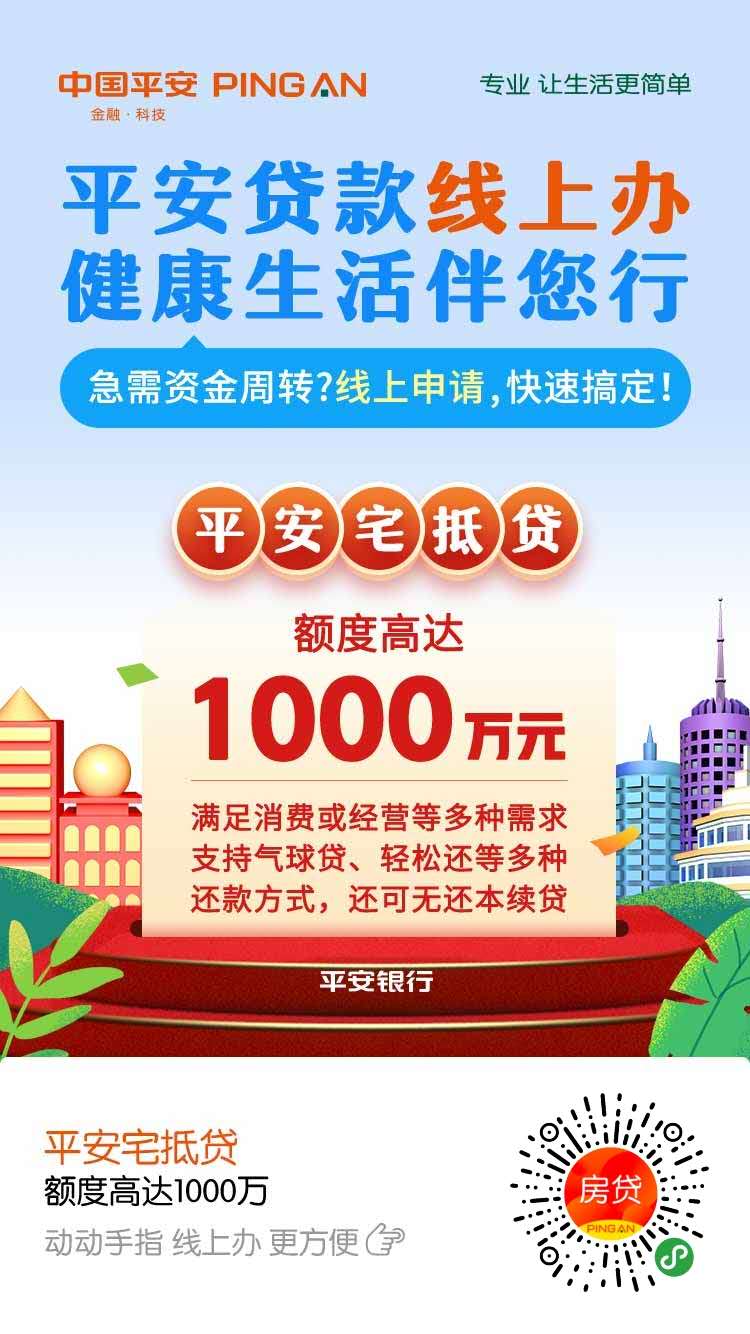 中国平安 PING AN
金融·科技
专业 让生活更简单
平安贷款线上办
健康生活伴您行
急需资金周转?线上申请,快速搞定!
平安宅抵贷
额度高达
1000万元
满足消费或经营等多种需求
支持气球贷、轻松还等多种
还款方式，还可无还本续贷
平安银行
平安宅抵贷
额度高达1000万
动动手指 线上办 更方便
房贷
PING AN